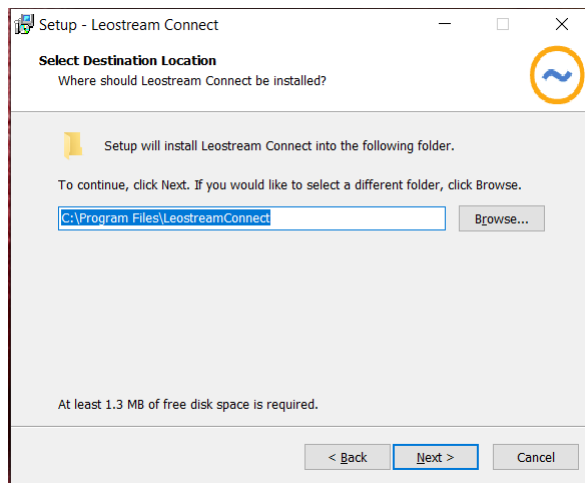 Setup - Leostream Connect
Select Destination Location
Where should Leostream Connect be installed?
Setup will install Leostream Connect into the following folder.
To continue, click Next. If you would like to select a different folder, click Browse.
C:\Program Files\LeostreamConnect
Browse...
At least 1.3 MB of free disk space is required.
< Back
Next >
Cancel